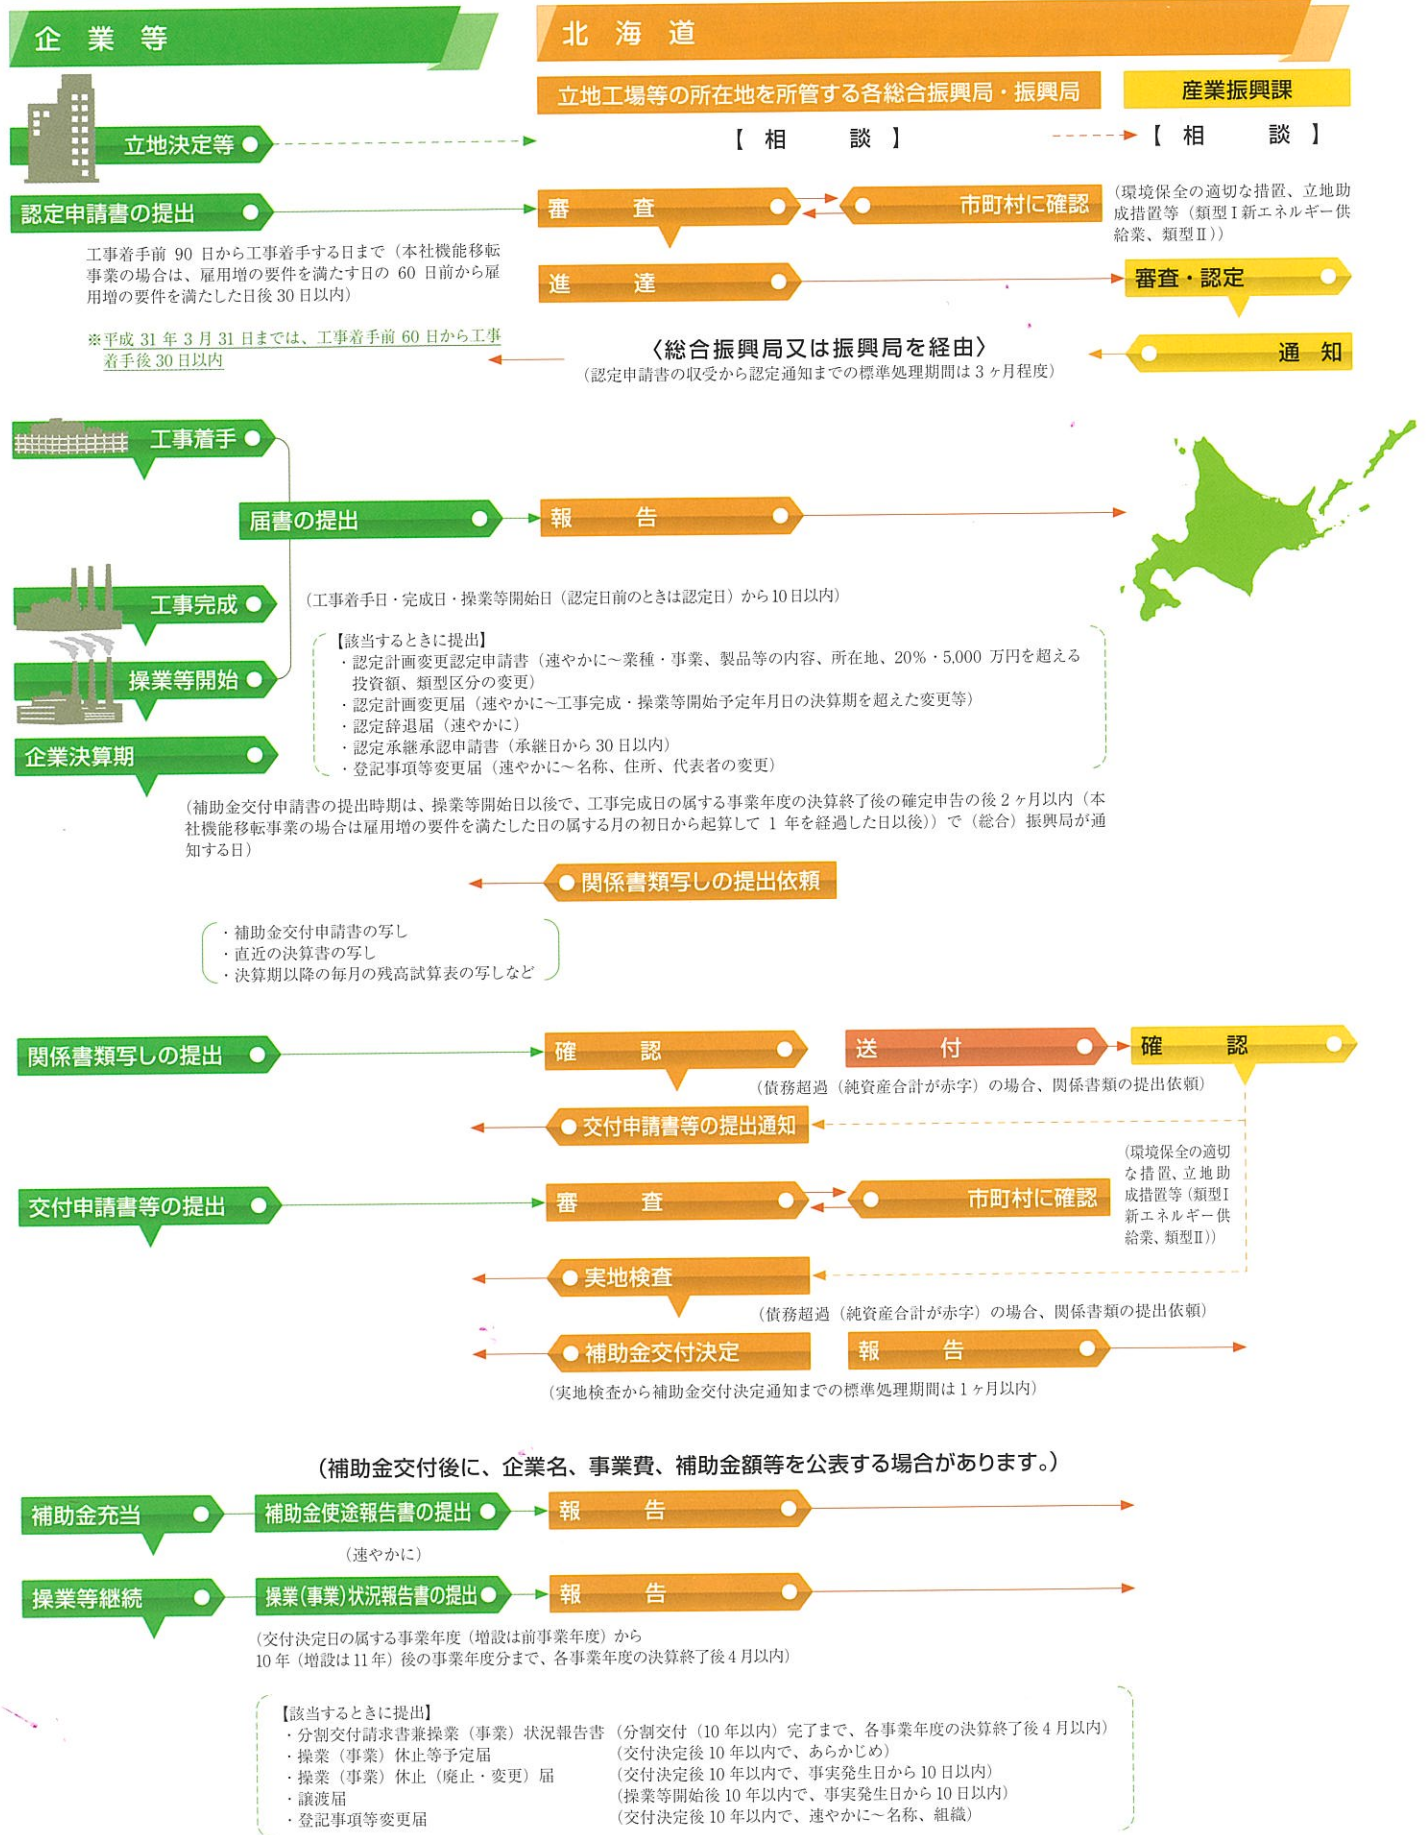 企業等
北海道
立地工場等の所在地を所管する各総合振興局・振興局
産業振興課
立地決定等
【相談】
【相談】
認定申請書の提出
審査
市町村に確認
(環境保全の適切な措置、立地助
成措置等(類型Ⅰ新エネルギー供
給業、類型Ⅱ))
工事着手前 90 日から工事着手する日まで(本社機能移転
事業の場合は、雇用増の要件を満たす日の 60 日前から雇
用増の要件を満たした日後 30 日以内)
進達
審査・認定
※平成 31 年 3 月 31 日までは、工事着手前 60 日から工事
着手後 30 日以内
〈総合振興局又は振興局を経由〉
(認定申請書の収受から認定通知までの標準処理期間は 3 ヶ月程度)
通知
工事着手
届書の提出
報告
工事完成
(工事着手日・完成日・操業等開始日(認定日前のときは認定日)から10日以内)
操業等開始
【該当するときに提出】
・認定計画変更認定申請書(速やかに～業種・事業、製品等の内容、所在地、20%・5,000 万円を超える
投資額、類型区分の変更)
・認定計画変更届(速やかに～工事完成・操業等開始予定年月日の決算期を超えた変更等)
・認定辞退届(速やかに)
・認定承継承認申請書(承継日から 30 日以内)
・登記事項等変更届(速やかに～名称、住所、代表者の変更)
企業決算期
(補助金交付申請書の提出時期は、操業等開始日以後で、工事完成日の属する事業年度の決算終了後の確定申告の後 2 ヶ月以内(本
社機能移転事業の場合は雇用増の要件を満たした日の属する月の初日から起算して 1 年を経過した日以後))で(総合)振興局が通
知する日)
関係書類写しの提出依頼
・補助金交付申請書の写し
・直近の決算書の写し
・決算期以降の毎月の残高試算表の写しなど
関係書類写しの提出
確認
送付
確認
(債務超過(純資産合計が赤字)の場合、関係書類の提出依頼)
交付申請書等の提出通知
(環境保全の適切
な措置、立地助
成措置等(類型Ⅰ
新エネルギー供
給業、類型Ⅱ))
交付申請書等の提出
審査
市町村に確認
実地検査
(債務超過(純資産合計が赤字)の場合、関係書類の提出依頼)
補助金交付決定
報告
(実地検査から補助金交付決定通知までの標準処理期間は 1 ヶ月以内)
(補助金交付後に、企業名、事業費、補助金額等を公表する場合があります。)
補助金充当
補助金使途報告書の提出
報告
(速やかに)
操業等継続
操業(事業)状況報告書の提出
報告
(交付決定日の属する事業年度(増設は前事業年度)から
10年(増設は11年)後の事業年度分まで、各事業年度の決算終了後4月以内)
【該当するときに提出】
・分割交付請求書兼操業(事業)状況報告書 (分割交付(10 年以内)完了まで、各事業年度の決算終了後 4 月以内)
・操業(事業)休止等予定届 (交付決定後 10 年以内で、あらかじめ)
・操業(事業)休止(廃止・変更)届 (交付決定後 10 年以内で、事実発生日から 10 日以内)
・譲渡届 (操業等開始後 10 年以内で、事実発生日から 10 日以内)
・登記事項等変更届 (交付決定後 10 年以内で、速やかに～名称、組織)